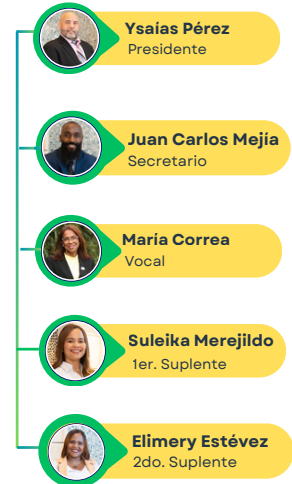 Ysaías Pérez
Presidente
Juan Carlos Mejía
Secretario
María Correa
Vocal
Suleika Merejildo
1er. Suplente
Elimery Estévez
2do. Suplente